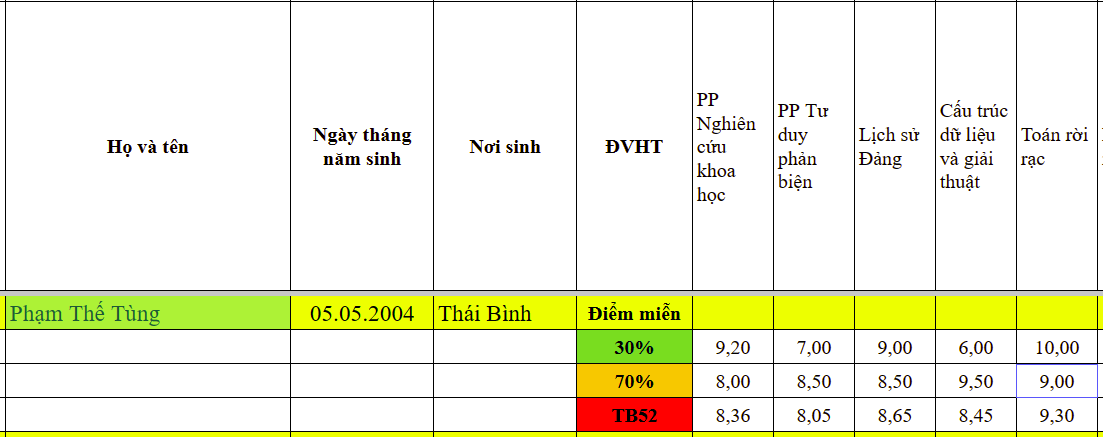 Họ và tên
Ngày tháng
năm sinh
Nơi sinh
ĐVHT
PP
Nghiên
cứu
khoa
học
PP Tư
duy
phản
biện
Lịch sử
Đảng
Cấu trúc
dữ liệu
và giải
thuật
Toán rời
rạc
Phạm Thế Tùng 05.05.2004 Thái Bình Điểm miễn
30% 9,20 7,00 9,00 6,00 10,00
70% 8,00 8,50 8,50 9,50 9,00
TB52 8,36 8,05 8,65 8,45 9,30